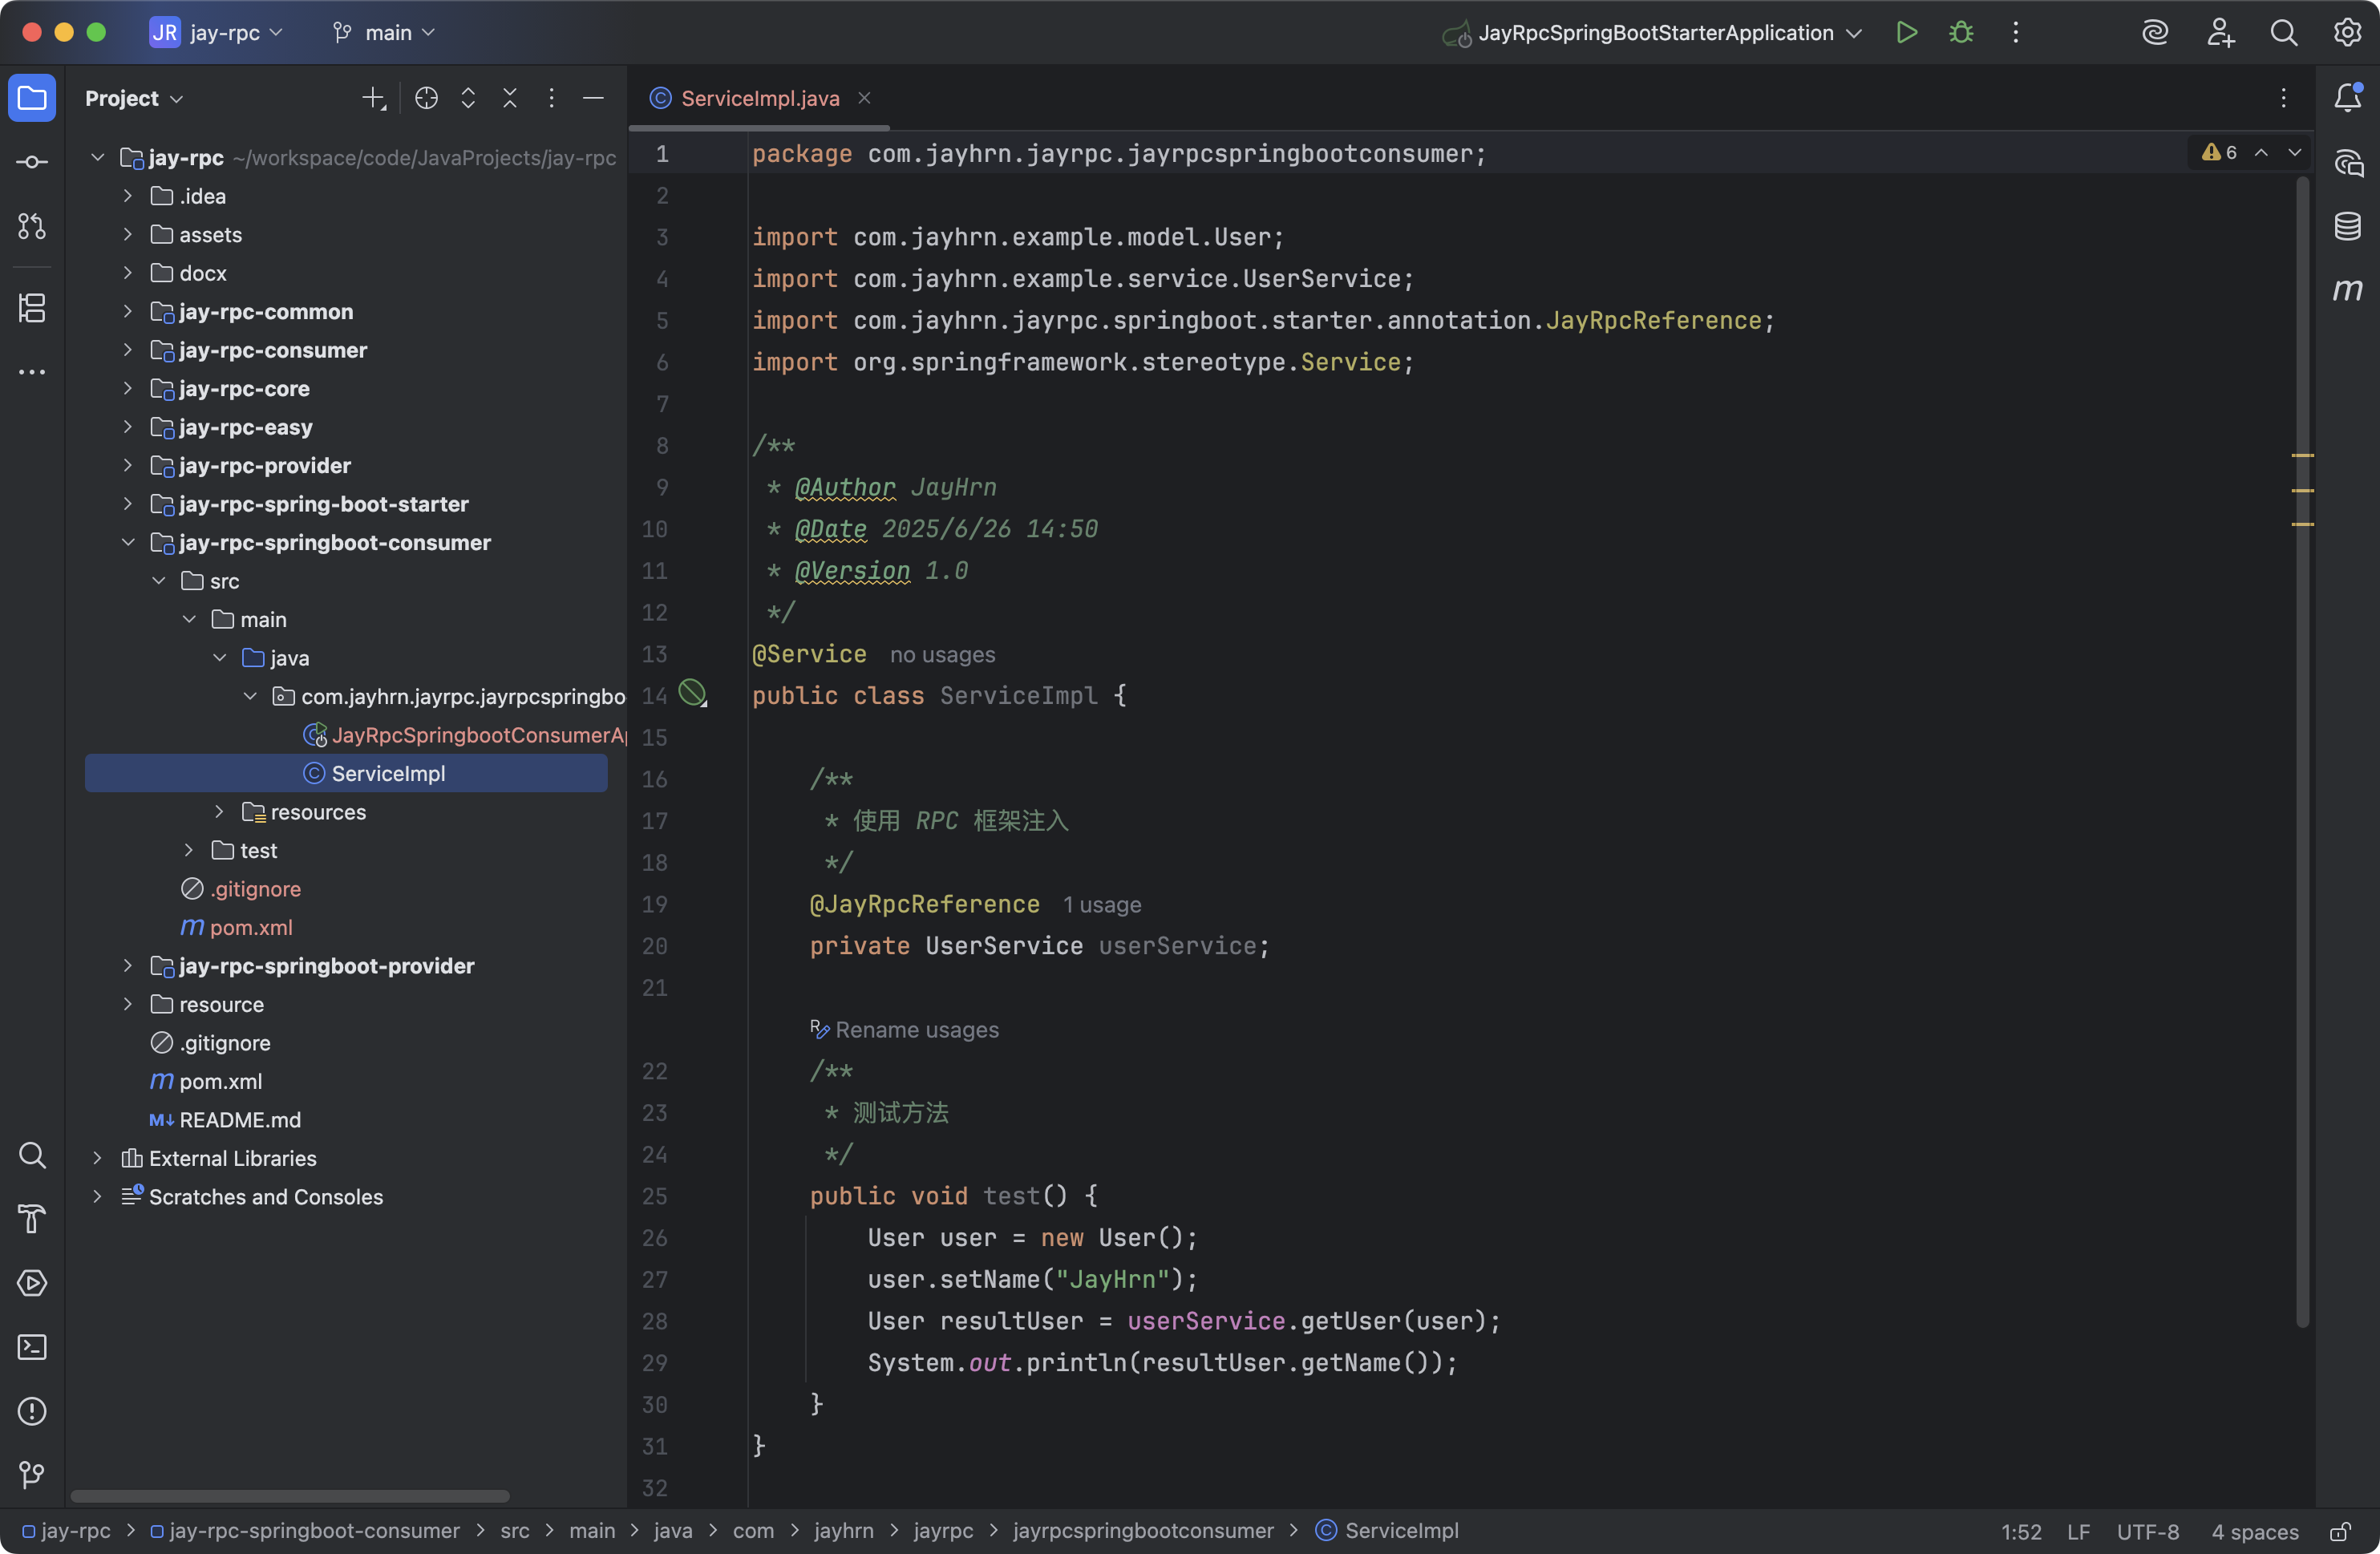 JR jay-rpc
main
JayRpcSpringBootStarterApplication
Project
jay-rpc ~/workspace/code/JavaProjects/jay-rpc
.idea
assets
docx
jay-rpc-common
jay-rpc-consumer
jay-rpc-core
jay-rpc-easy
jay-rpc-provider
jay-rpc-spring-boot-starter
jay-rpc-springboot-consumer
src
main
java
com.jayhrn.jayrpc.jayrpcspringbo
JayRpcSpringbootConsumerA
ServiceImpl
resources
test
.gitignore
m pom.xml
jay-rpc-springboot-provider
resource
.gitignore
m pom.xml
M↓ README.md
External Libraries
Scratches and Consoles
ServiceImpl.java
6
1 package com.jayhrn.jayrpc.jayrpcspringbootconsumer;
2
3 import com.jayhrn.example.model.User;
4 import com.jayhrn.example.service.UserService;
5 import com.jayhrn.jayrpc.springboot.starter.annotation.JayRpcReference;
6 import org.springframework.stereotype.Service;
7
8 /**
9 * @Author JayHrn
10 * @Date 2025/6/26 14:50
11 * @Version 1.0
12 */
13 @Service no usages
14 public class ServiceImpl {
15
16 /**
17 * 使用 RPC 框架注入
18 */
19 @JayRpcReference 1 usage
20 private UserService userService;
21
Rename usages
22 /**
23 * 测试方法
24 */
25 public void test() {
26 User user = new User();
27 user.setName("JayHrn");
28 User resultUser = userService.getUser(user);
29 System.out.println(resultUser.getName());
30 }
31 }
32
m
jay-rpc > jay-rpc-springboot-consumer > src > main > java > com > jayhrn > jayrpc > jayrpcspringbootconsumer > ServiceImpl
1:52 LF UTF-8 4 spaces